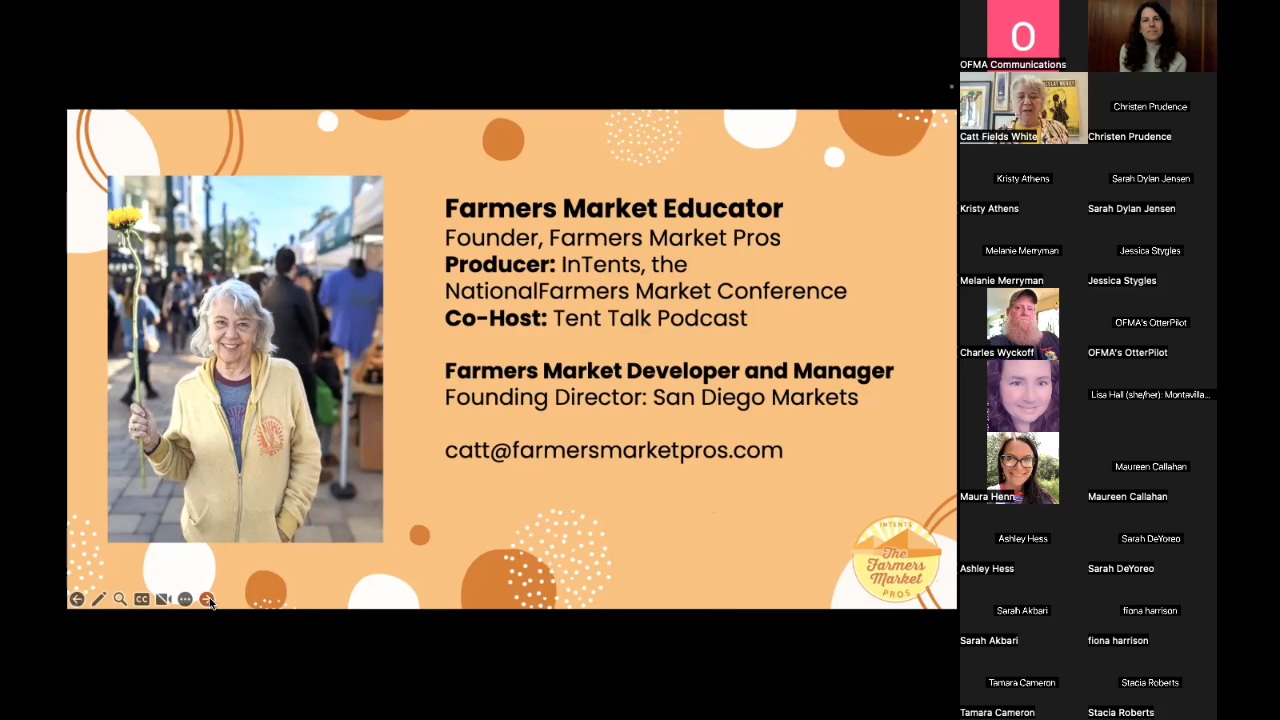 Farmers Market Educator
Founder, Farmers Market Pros
Producer: InTents, the
NationalFarmers Market Conference
Co-Host: Tent Talk Podcast
Farmers Market Developer and Manager
Founding Director: San Diego Markets
catt@farmersmarketpros.com
INTENTS
The
Farmers
Market
PROS
CC
O
OFMA Communications
Catt Fields White
Christen Prudence
Christen Prudence
Kristy Athens
Kristy Athens
Sarah Dylan Jensen
Sarah Dylan Jensen
Melanie Merryman
Melanie Merryman
Jessica Stygles
Jessica Stygles
Charles Wyckoff
OFMA's OtterPilot
OFMA's OtterPilot
Lisa Hall (she/her): Montavilla...
Maura Henn
Maureen Callahan
Maureen Callahan
Ashley Hess
Ashley Hess
Sarah DeYoreo
Sarah DeYoreo
Sarah Akbari
Sarah Akbari
fiona harrison
fiona harrison
Tamara Cameron
Tamara Cameron
Stacia Roberts
Stacia Roberts